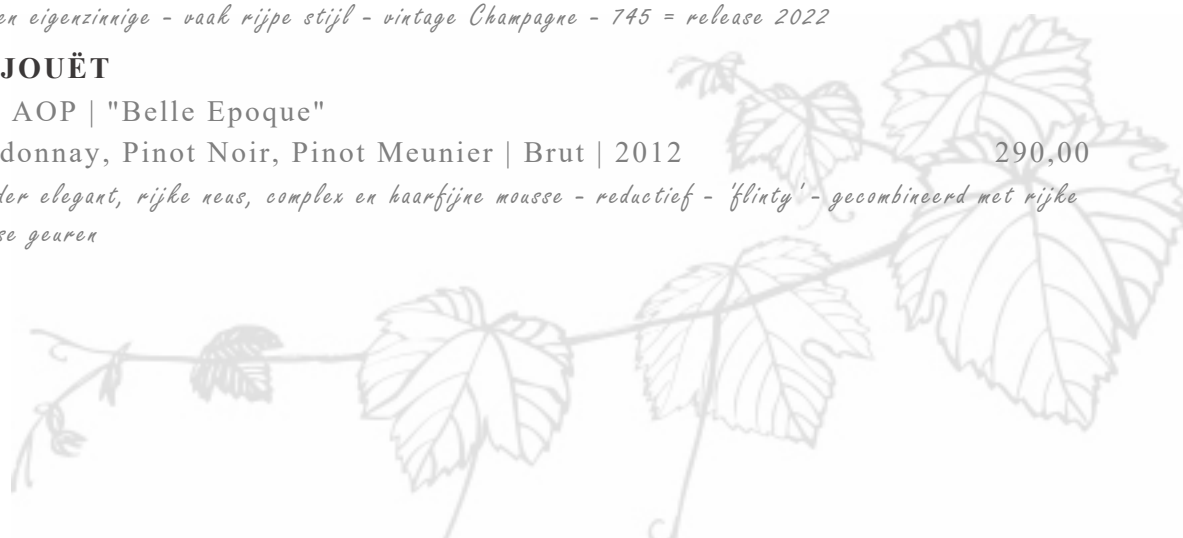 en eigenzinnige - vaak rijpe stijl - vintage Champagne - 745 = release 2022
JOUËT
AOP | "Belle Epoque"
donnay, Pinot Noir, Pinot Meunier | Brut | 2012 290,00
der elegant, rijke neus, complex en haarfijne mousse - reductief - 'flinty' - gecombineerd met rijke
se geuren